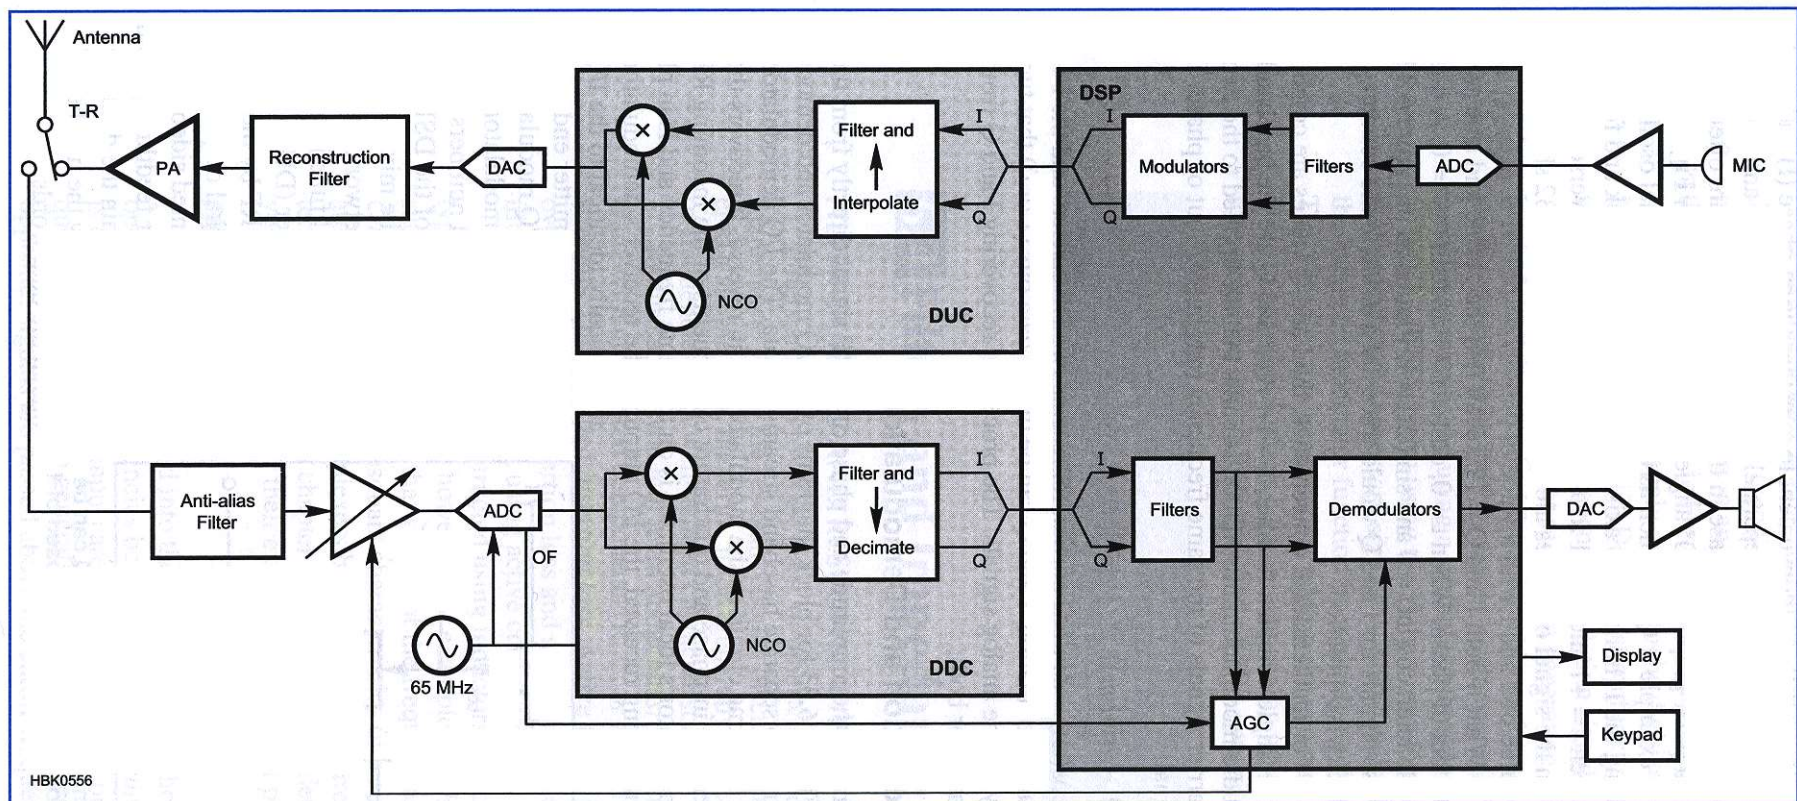 Antenna
T-R
PA
Reconstruction
Filter
DAC
Filter and
Interpolate
I
Q
NCO
DUC
DSP
I
Q
Modulators
Filters
ADC
MIC
Anti-alias
Filter
ADC
OF
65 MHz
Filter and
Decimate
I
Q
NCO
DDC
I
Q
Filters
Demodulators
AGC
DAC
Display
Keypad
HBK0556